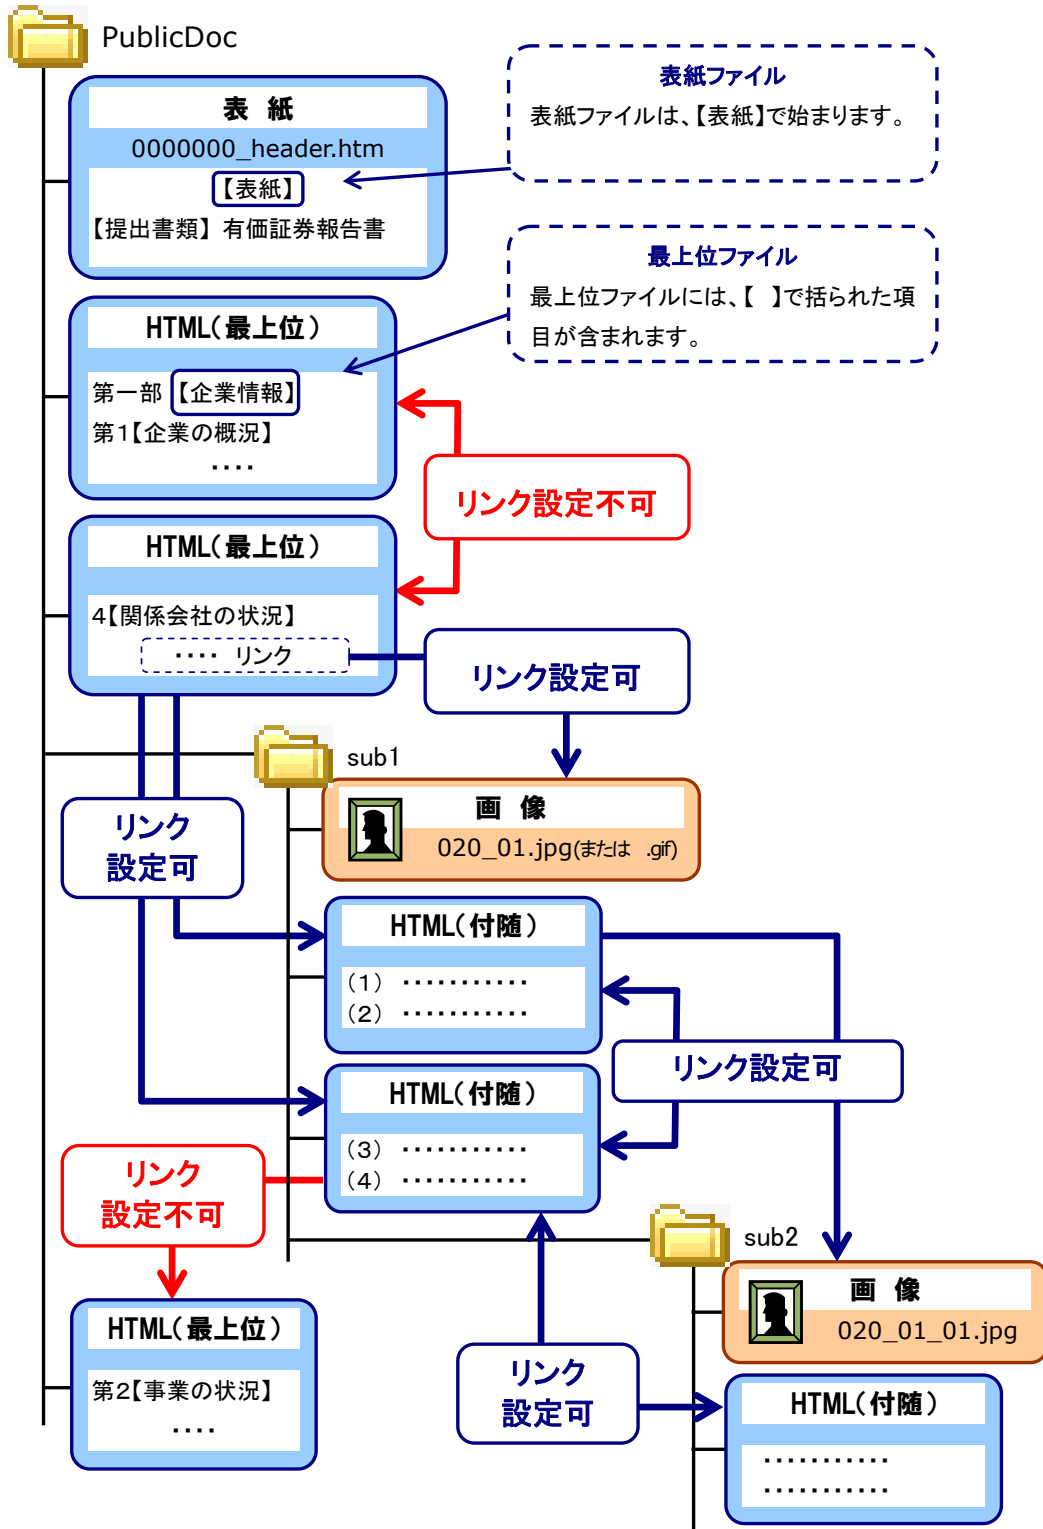 PublicDoc
表 紙
0000000_header.htm
【表紙】
【提出書類】 有価証券報告書
表紙ファイル
表紙ファイルは、【表紙】で始まります。
最上位ファイル
最上位ファイルには、【 】で括られた項
目が含まれます。
HTML(最上位)
第一部 【企業情報】
第1【企業の概況】
・・・・
リンク設定不可
HTML(最上位)
4【関係会社の状況】
・・・・ リンク
リンク設定可
sub1
画 像
020_01.jpg(または .gif)
リンク
設定可
HTML(付随)
(1) ・・・・・・・・・・・
(2) ・・・・・・・・・・・
リンク設定可
HTML(付随)
(3) ・・・・・・・・・・・
(4) ・・・・・・・・・・・
リンク
設定不可
sub2
画 像
020_01_01.jpg
HTML(最上位)
第2【事業の状況】
・・・・
リンク
設定可
HTML(付随)
・・・・・・・・・・・
・・・・・・・・・・・